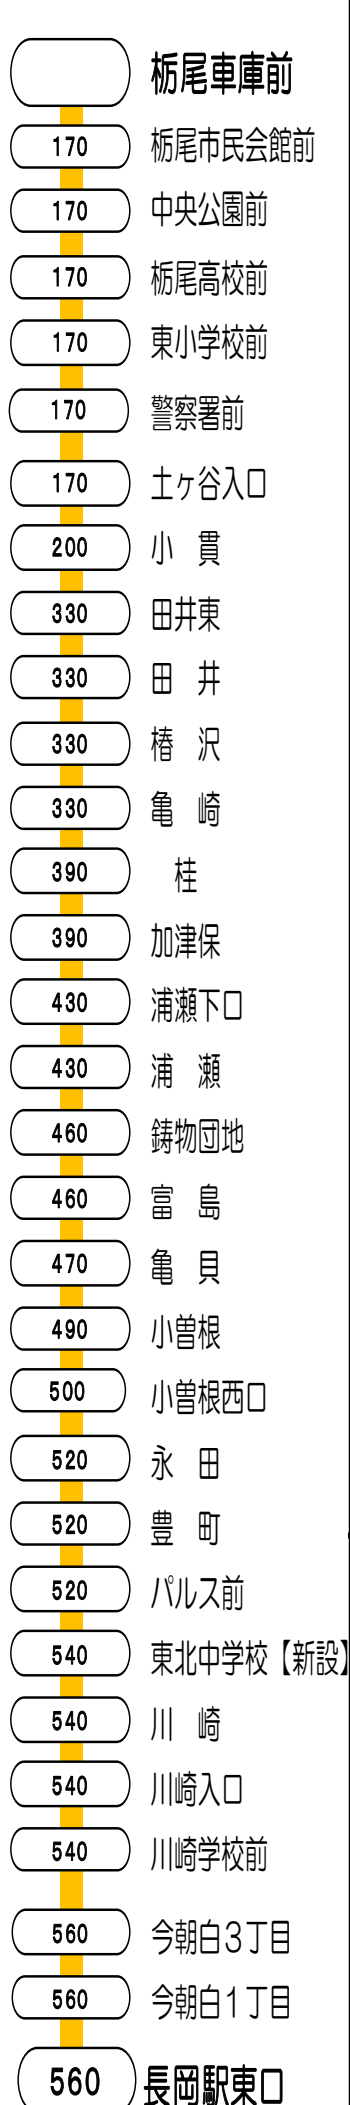 栃尾車庫前
170 栃尾市民会館前
170 中央公園前
170 栃尾高校前
170 東小学校前
170 警察署前
170 土ヶ谷入口
200 小　貫
330 田井東
330 田　井
330 椿　沢
330 亀　崎
390 桂
390 加津保
430 浦瀬下口
430 浦　瀬
460 鋳物団地
460 富　島
470 亀　貝
490 小曽根
500 小曽根西口
520 永　田
520 豊　町
520 パルス前
540 東北中学校【新設】
540 川　崎
540 川崎入口
540 川崎学校前
560 今朝白３丁目
560 今朝白１丁目
560 長岡駅東口